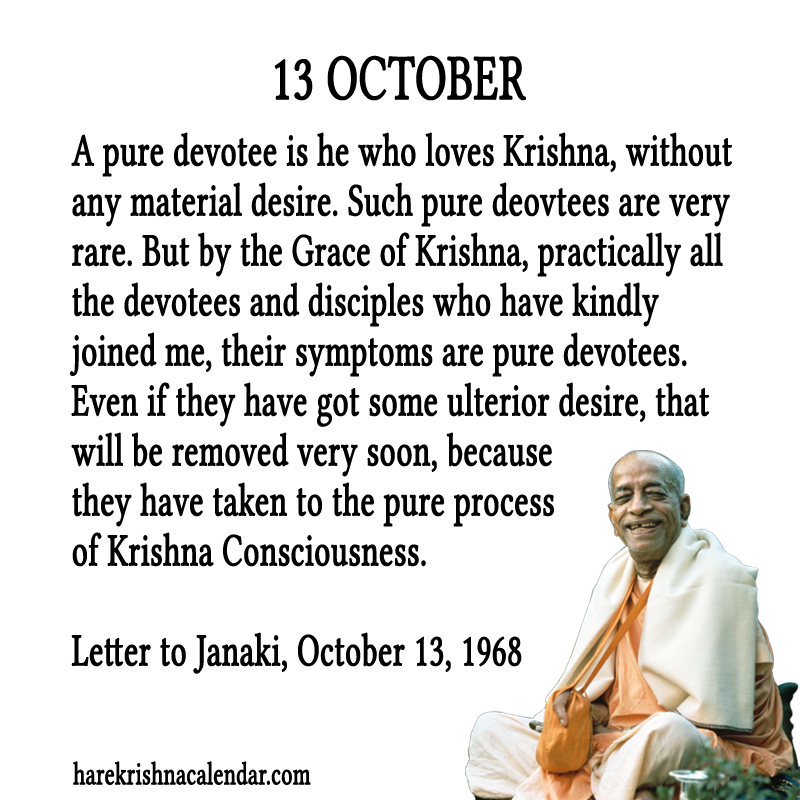 13 OCTOBER
A pure devotee is he who loves Krishna, without
any material desire. Such pure deovtees are very
rare. But by the Grace of Krishna, practically all
the devotees and disciples who have kindly
joined me, their symptoms are pure devotees.
Even if they have got some ulterior desire, that
will be removed very soon, because
they have taken to the pure process
of Krishna Consciousness.
Letter to Janaki, October 13, 1968
harekrishnacalendar.com